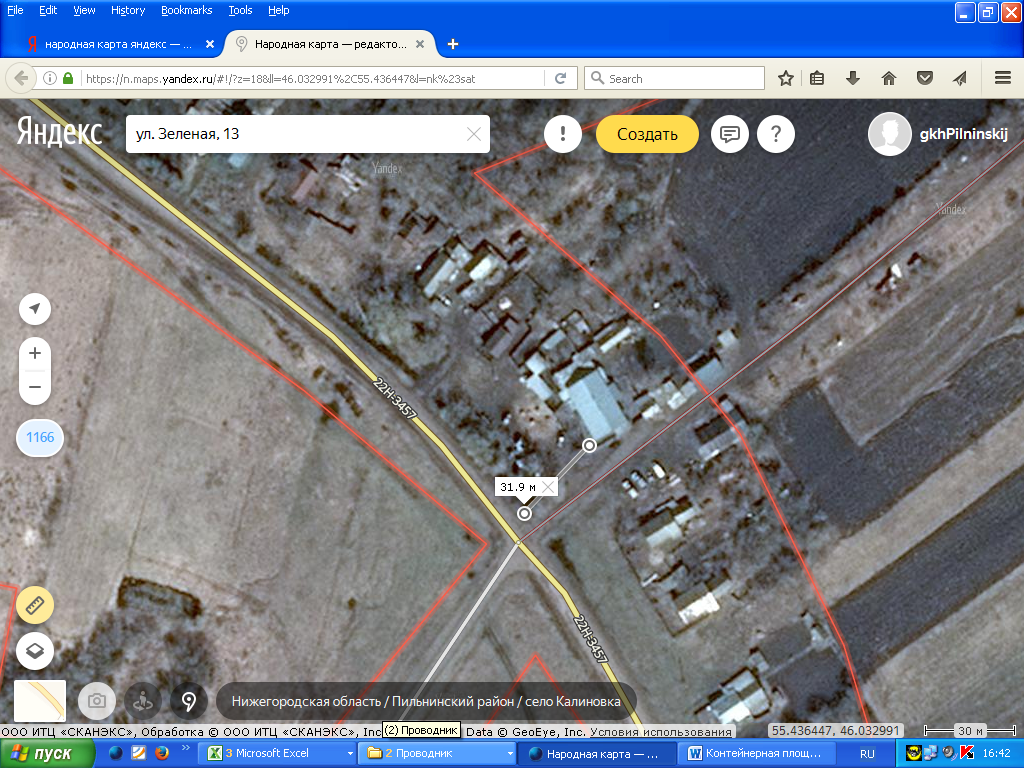 File Edit View History Bookmarks Tools Help
народная карта яндекс — ...
Народная карта — редакто...
https://n.maps.yandex.ru/#!/?z=18&ll=46.032991%2C55.436447&l=nk%23sat
Search
Яндекс
ул. Зеленая, 13
!
Создать
?
gkhPilninskij
Yandex
Yandex
22Н-3457
1166
31.9 м
22Н-3457
Нижегородская область / Пильнинский район / село Калиновка
ООО ИТЦ «СКАНЭКС», Обработка © ООО ИТЦ «СКАНЭКС», Inc
(2) Проводник
Data © GeoEye, Inc. Условия использования
55.436447, 46.032991
30 м
пуск
3 Microsoft Excel
2 Проводник
Народная карта — ...
Контейнерная площ...
RU
16:42